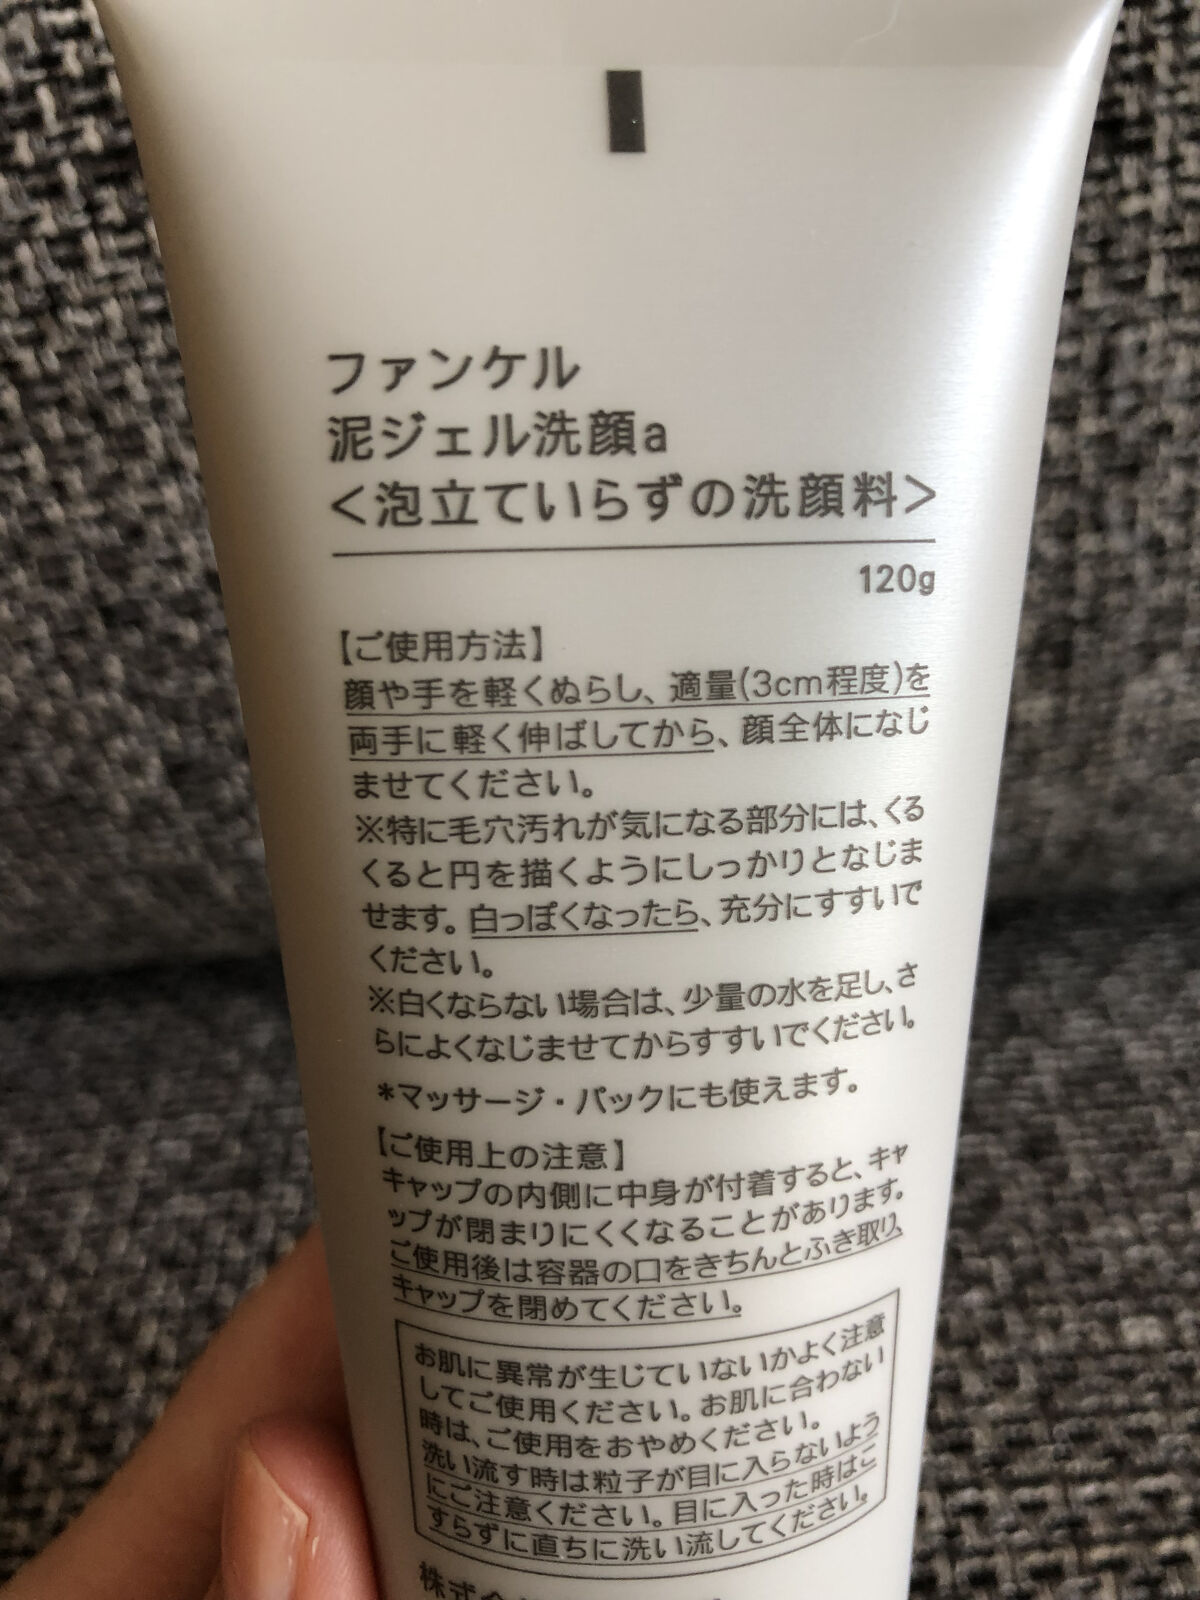 ファンケル
泥ジェル洗顔a
<泡立ていらずの洗顔料>
120g
【ご使用方法】
顔や手を軽くぬらし、適量(3cm程度)を
両手に軽く伸ばしてから、顔全体になじ
ませてください。
※特に毛穴汚れが気になる部分には、くる
くると円を描くようにしっかりとなじま
せます。白っぽくなったら、充分にすすいで
ください。
※白くならない場合は、少量の水を足し、さ
らによくなじませてからすすいでください。
*マッサージ・パックにも使えます。
【ご使用上の注意】
キャップの内側に中身が付着すると、キャ
ップが閉まりにくくなることがあります。
ご使用後は容器の口をきちんとふき取り、
キャップを閉めてください。
お肌に異常が生じていないかよく注意
してご使用ください。お肌に合わない
時は、ご使用をおやめください。
洗い流す時は粒子が目に入らないよう
にご注意ください。目に入った時はこ
すらずに直ちに洗い流してください。